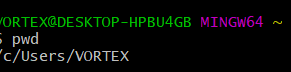 VORTEX@DESKTOP-HPBU4GB MINGW64 ~
$ pwd
/c/Users/VORTEX